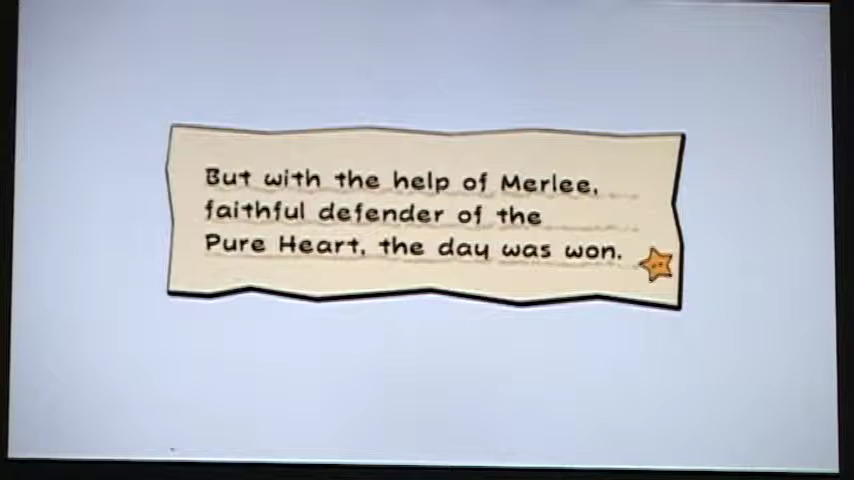 But with the help of Merlee,
faithful defender of the
Pure Heart, the day was won.